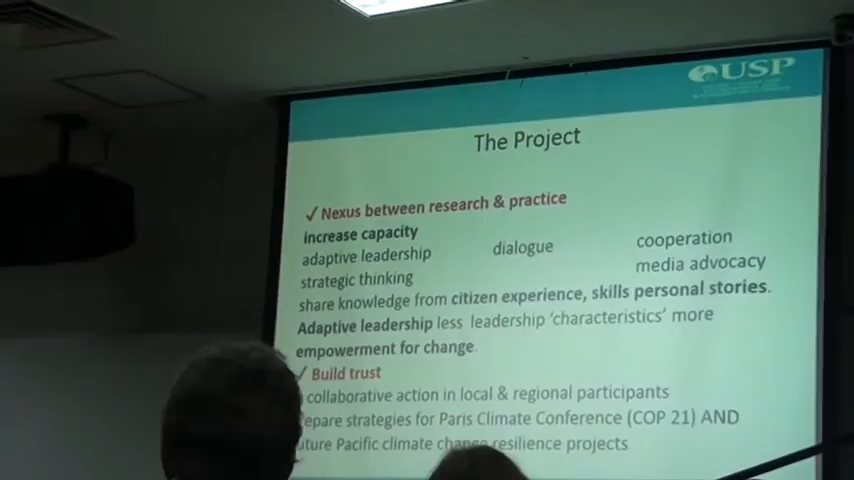 USP
The Project
✓ Nexus between research & practice
increase capacity
adaptive leadership dialogue cooperation
strategic thinking media advocacy
share knowledge from citizen experience, skills personal stories.
Adaptive leadership less leadership ‘characteristics’ more
empowerment for change.
✓ Build trust
collaborative action in local & regional participants
epare strategies for Paris Climate Conference (COP 21) AND
uture Pacific climate change resilience projects